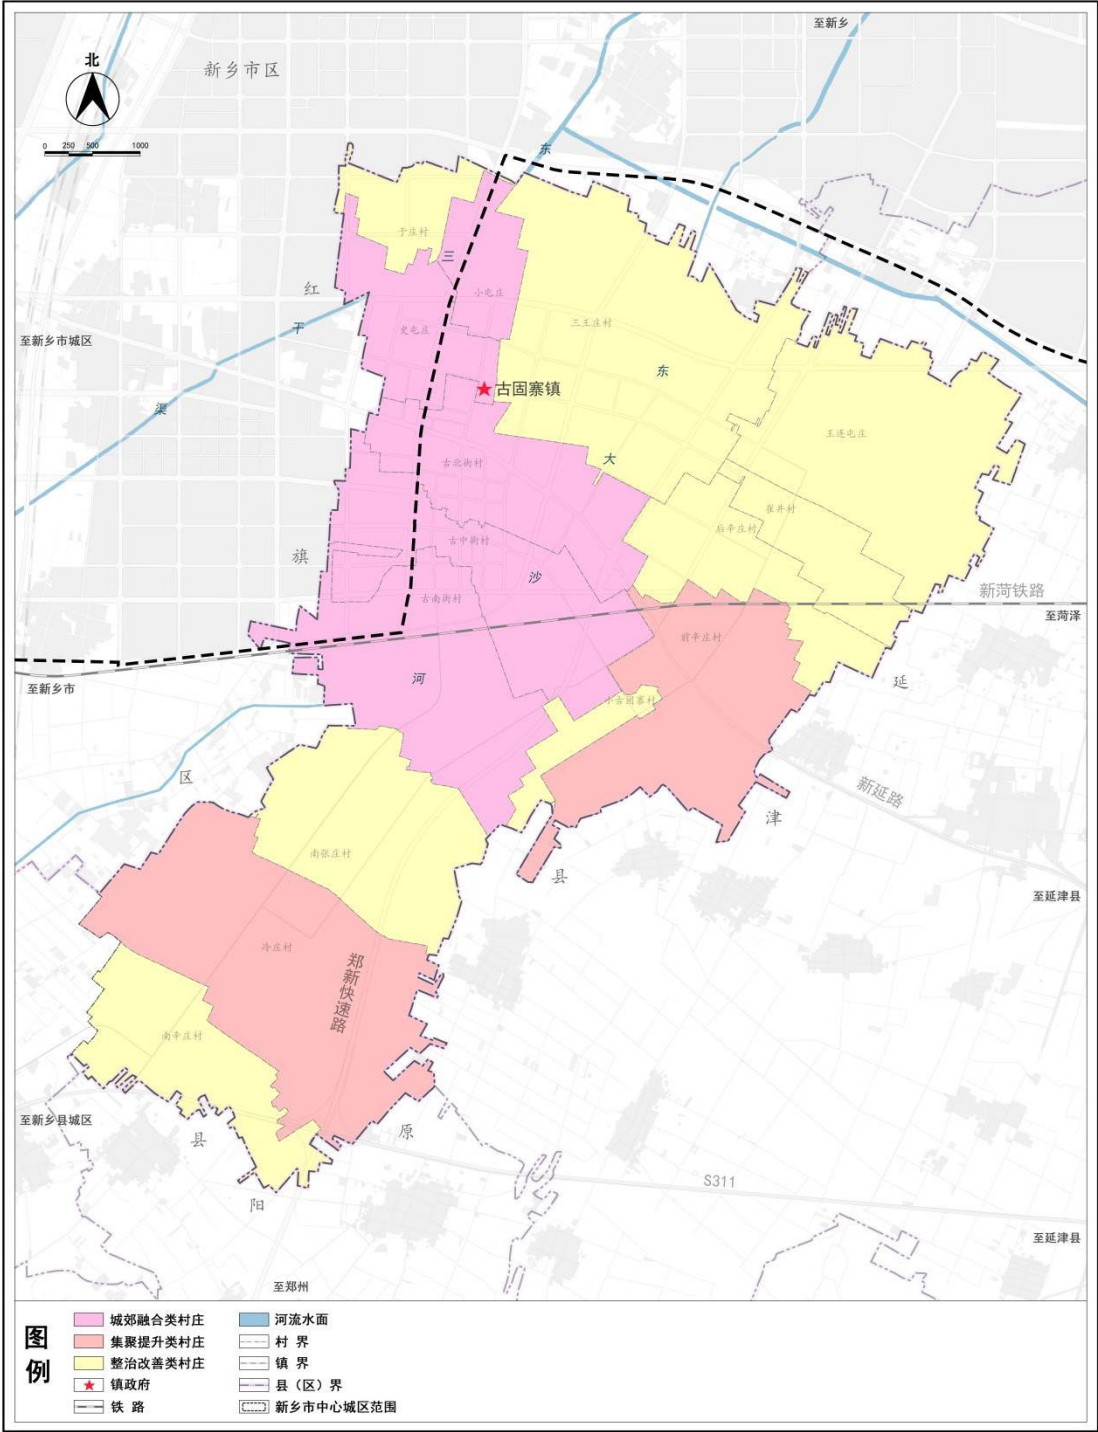 至新乡
北
新乡市区
0 250 500 1000
东
于庄村
三
红
小屯庄
干
史屯庄
三王庄村
至新乡市城区
东
古固寨镇
渠
王连屯庄
大
古北街村
崔井村
后辛庄村
古中街村
旗
沙
新菏铁路
古南街村
至菏泽
前辛庄村
河
延
至新乡市
小古固寨村
区
新延路
津
南张庄村
县
至延津县
冷庄村
郑新快速路
南辛庄村
至新乡县城区
原
县
S311
阳
至延津县
至郑州
图例
城郊融合类村庄
河流水面
集聚提升类村庄
村 界
整治改善类村庄
镇 界
镇政府
县（区）界
铁 路
新乡市中心城区范围